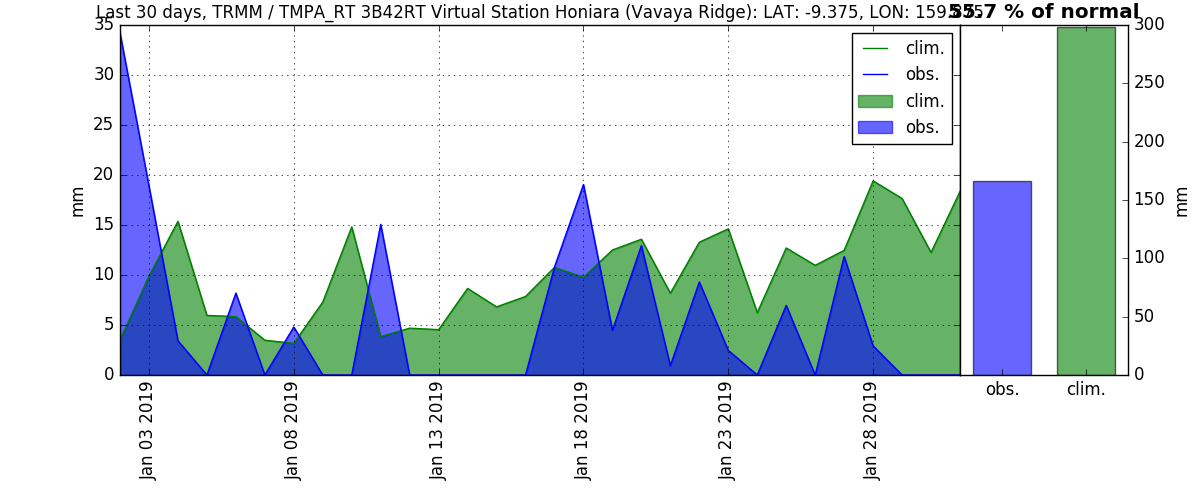 Last 30 days, TRMM / TMPA_RT 3B42RT Virtual Station Honiara (Vavaya Ridge): LAT: -9.375, LON:
55.7 % of normal
35
30
25
20
15
10
5
0
mm
clim.
obs.
clim.
obs.
Jan 03 2019
Jan 08 2019
Jan 13 2019
Jan 18 2019
Jan 23 2019
Jan 28 2019
300
250
200
150
100
50
0
mm
obs.
clim.